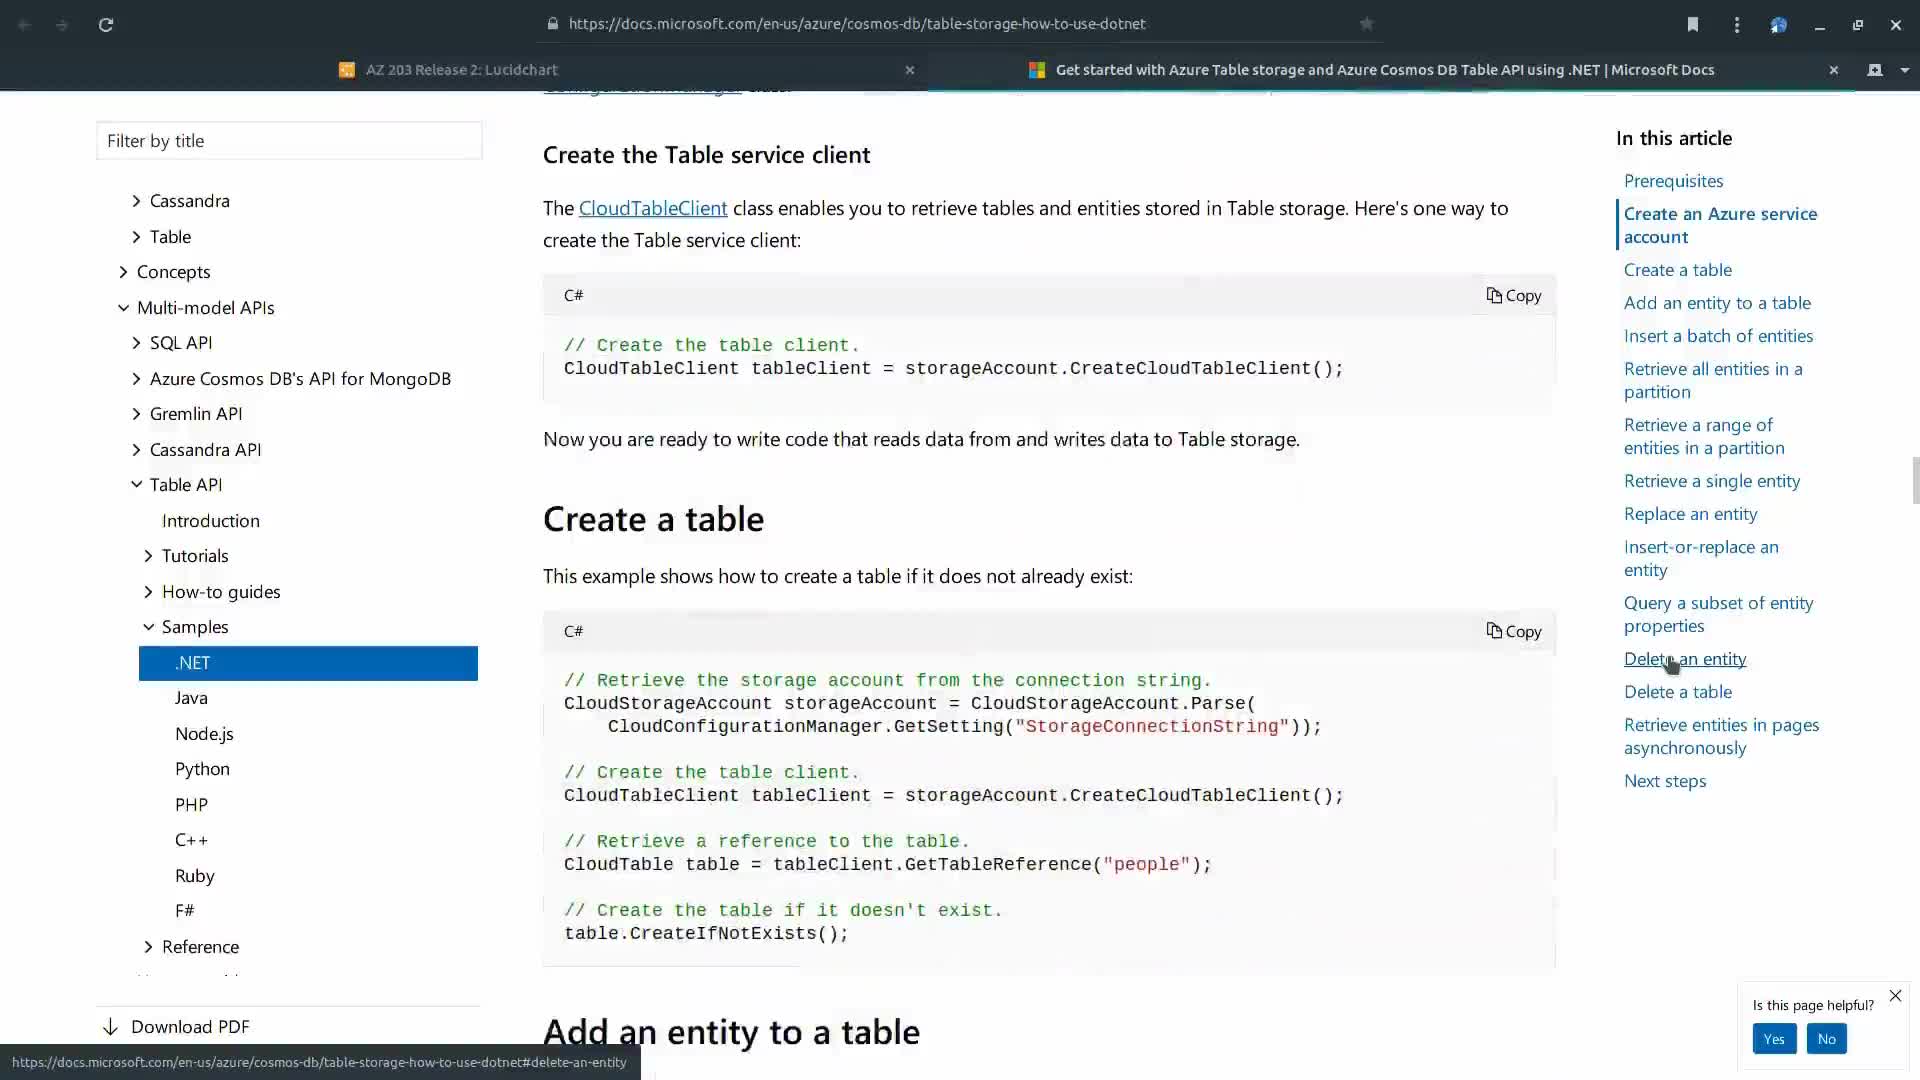 https://docs.microsoft.com/en-us/azure/cosmos-db/table-storage-how-to-use-dotnet
AZ 203 Release 2: Lucidchart
Get started with Azure Table storage and Azure Cosmos DB Table API using .NET | Microsoft Docs
Filter by title
Cassandra
Table
Concepts
Multi-model APIs
SQL API
Azure Cosmos DB's API for MongoDB
Gremlin API
Cassandra API
Table API
Introduction
Tutorials
How-to guides
Samples
.NET
Java
Node.js
Python
PHP
C++
Ruby
F#
Reference
Download PDF
Create the Table service client
The CloudTableClient class enables you to retrieve tables and entities stored in Table storage. Here's one way to
create the Table service client:
C#
Copy
// Create the table client.
CloudTableClient tableClient = storageAccount.CreateCloudTableClient();
Now you are ready to write code that reads data from and writes data to Table storage.
Create a table
This example shows how to create a table if it does not already exist:
C#
Copy
// Retrieve the storage account from the connection string.
CloudStorageAccount storageAccount = CloudStorageAccount.Parse(
CloudConfigurationManager.GetSetting("StorageConnectionString"));
// Create the table client.
CloudTableClient tableClient = storageAccount.CreateCloudTableClient();
// Retrieve a reference to the table.
CloudTable table = tableClient.GetTableReference("people");
// Create the table if it doesn't exist.
table.CreateIfNotExists();
Add an entity to a table
In this article
Prerequisites
Create an Azure service
account
Create a table
Add an entity to a table
Insert a batch of entities
Retrieve all entities in a
partition
Retrieve a range of
entities in a partition
Retrieve a single entity
Replace an entity
Insert-or-replace an
entity
Query a subset of entity
properties
Delete an entity
Delete a table
Retrieve entities in pages
asynchronously
Next steps
Is this page helpful?
Yes
No
https://docs.microsoft.com/en-us/azure/cosmos-db/table-storage-how-to-use-dotnet#delete-an-entity